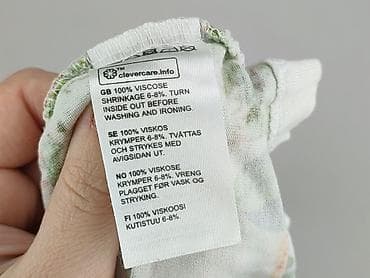 clevercare.info
GB 100% VISCOSE
SHRINKAGE 6-8%. TURN
INSIDE OUT BEFORE
WASHING AND IRONING.
SE 100% VISKOS
KRYMPER 6-8%. TVÄTTAS
OCH STRYKES MED
AVIGSIDAN UT.
NO 100% VISKOSE
KRYMPER 6-8%. VRENG
PLAGGET FØR VASK OG
STRYKING.
FI 100% VISKOOSI
KUTISTUU 6-8%.